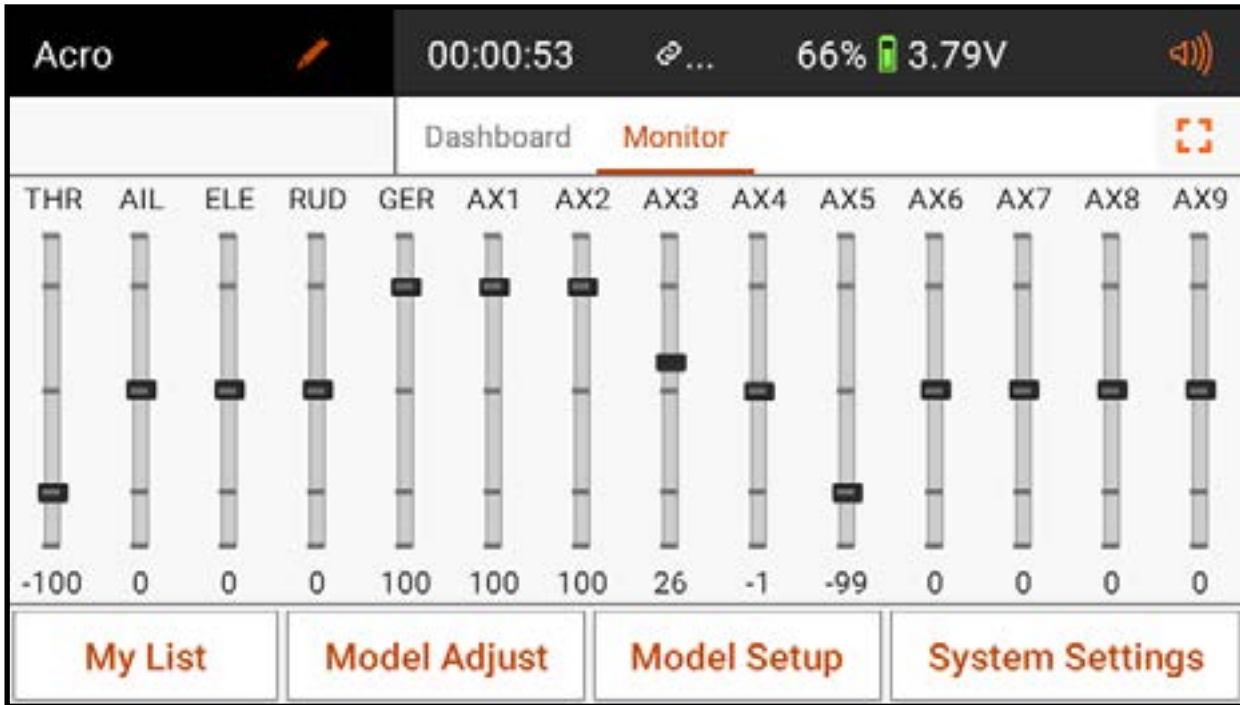 Acro 00:00:53 ... 66% 3.79V
Dashboard Monitor
THR AIL ELE RUD GER AX1 AX2 AX3 AX4 AX5 AX6 AX7 AX8 AX9
-100 0 0 0 100 100 100 26 -1 -99 0 0 0 0
My List Model Adjust Model Setup System Settings